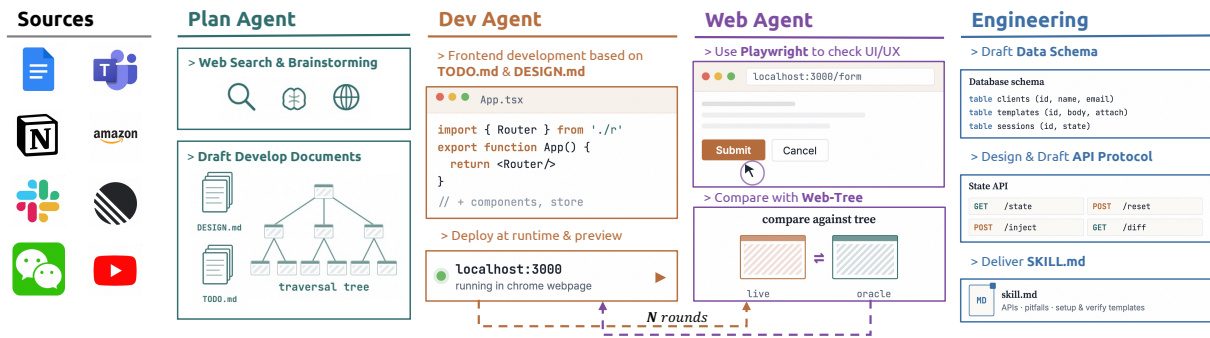 Sources
T
N
amazon
Plan Agent
> Web Search & Brainstorming
> Draft Develop Documents
DESIGN.md
TODO.md
traversal tree
Dev Agent
> Frontend development based on
TODO.md & DESIGN.md
App.tsx
import { Router } from './r'
export function App() {
return <Router/>
}
// + components, store
> Deploy at runtime & preview
localhost:3000
running in chrome webpage
N rounds
Web Agent
> Use Playwright to check UI/UX
localhost:3000/form
Submit
Cancel
> Compare with Web-Tree
compare against tree
live
oracle
Engineering
> Draft Data Schema
Database schema
table clients (id, name, email)
table templates (id, body, attach)
table sessions (id, state)
> Design & Draft API Protocol
State API
GET /state
POST /reset
POST /inject
GET /diff
> Deliver SKILL.md
MD
skill.md
APIs · pitfalls · setup & verify templates